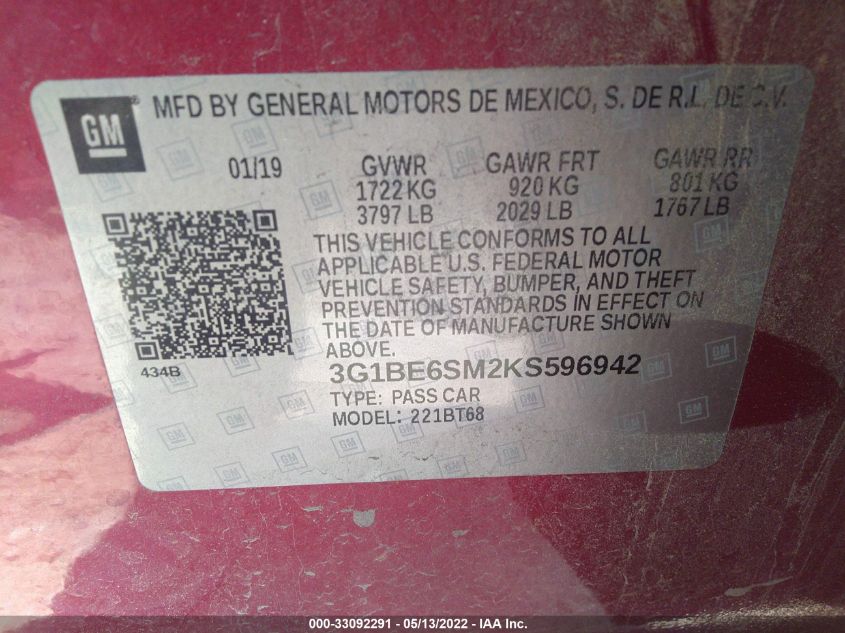 GM ® MFD BY GENERAL MOTORS DE MEXICO, S. DE R.L. DE C.V.
01/19 GVWR GAWR FRT GAWR RR
1722 KG 920 KG 801 KG
3797 LB 2029 LB 1767 LB
THIS VEHICLE CONFORMS TO ALL
APPLICABLE U.S. FEDERAL MOTOR
VEHICLE SAFETY, BUMPER, AND THEFT
PREVENTION STANDARDS IN EFFECT ON
THE DATE OF MANUFACTURE SHOWN
ABOVE.
434B 3G1BE6SM2KS596942
TYPE: PASS CAR
MODEL: 221BT68
000-33092291 - 05/13/2022 - IAA Inc.